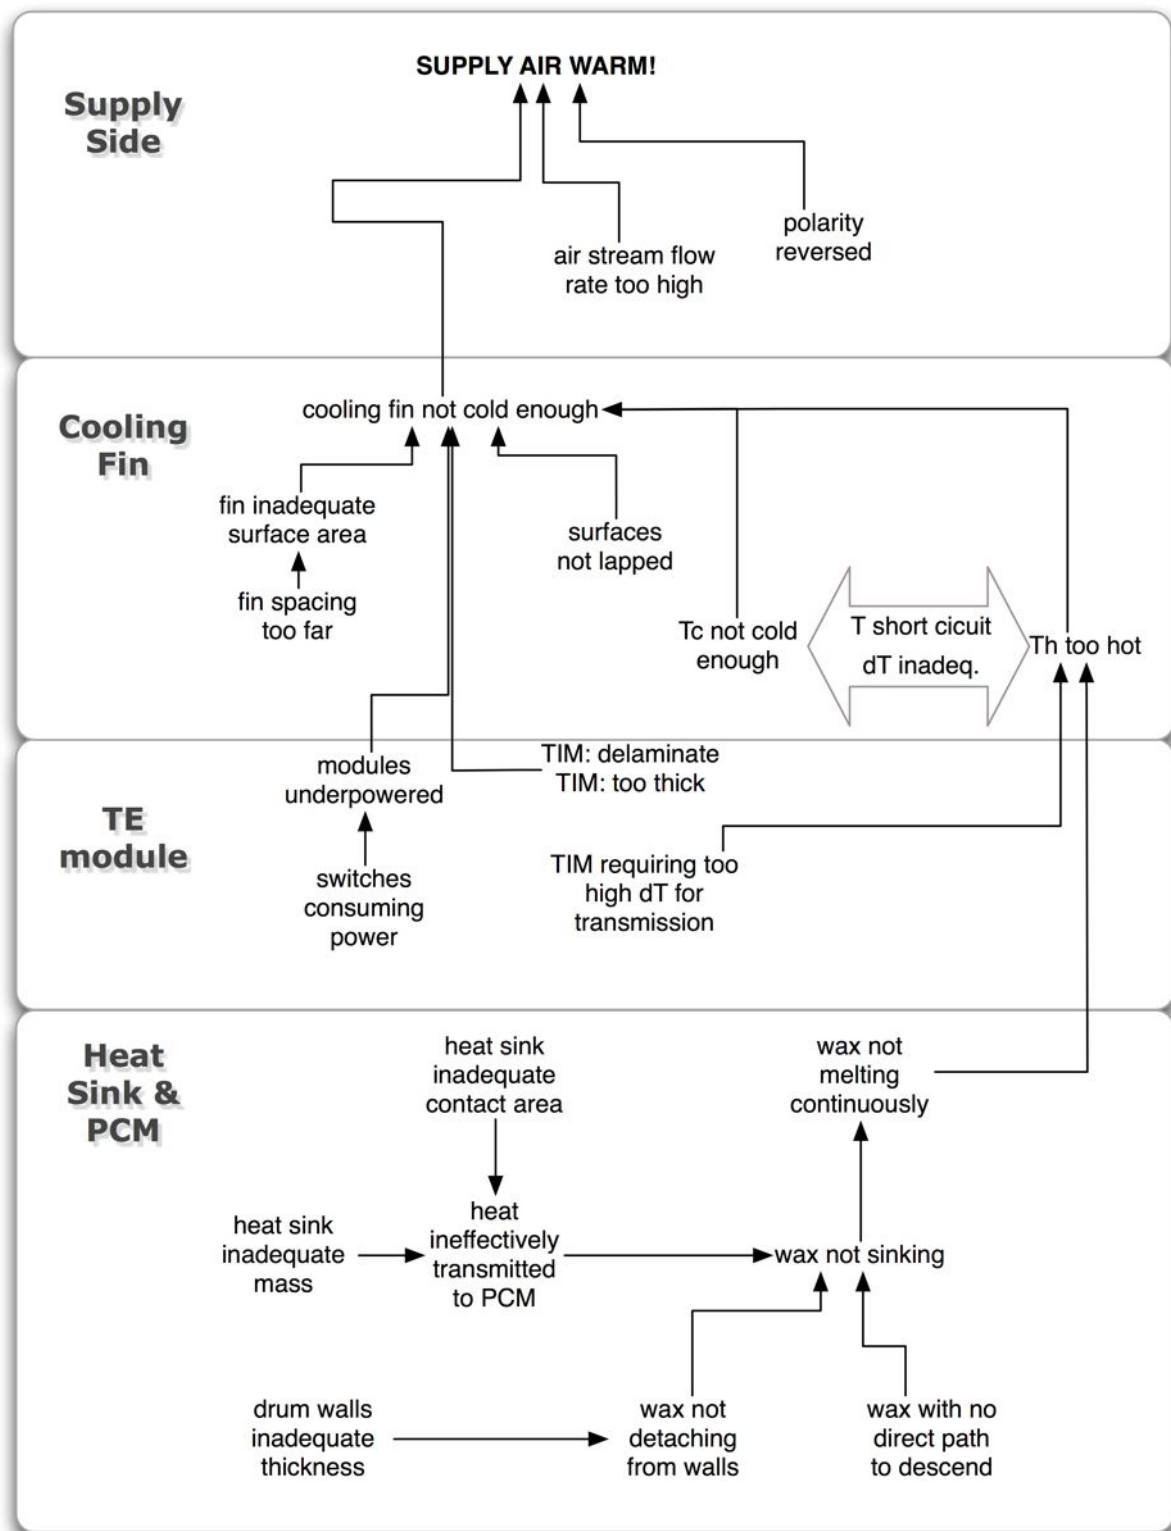 Supply
Side
SUPPLY AIR WARM!
air stream flow
rate too high
polarity
reversed
Cooling
Fin
cooling fin not cold enough
fin inadequate
surface area
fin spacing
too far
surfaces
not lapped
Tc not cold
enough
T short cicuit
dT inadeq.
Th too hot
TE
module
modules
underpowered
switches
consuming
power
TIM: delaminate
TIM: too thick
TIM requiring too
high dT for
transmission
Heat
Sink &
PCM
heat sink
inadequate
contact area
wax not
melting
continuously
heat sink
inadequate
mass
heat
ineffectively
transmitted
to PCM
wax not sinking
drum walls
inadequate
thickness
wax not
detaching
from walls
wax with no
direct path
to descend